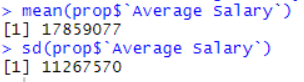 > mean(prop$`Average Salary`)
[1] 17859077
> sd(prop$`Average Salary`)
[1] 11267570